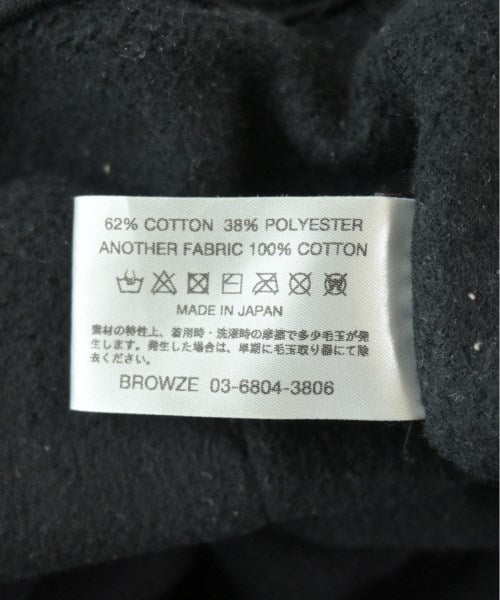 62% COTTON 38% POLYESTER
ANOTHER FABRIC 100% COTTON
MADE IN JAPAN
素材の特性上、着用時・洗濯時の摩擦で多少毛玉が発
生します。発生した場合は、早期に毛玉取り器にて除
去ください。
BROWZE 03-6804-3806